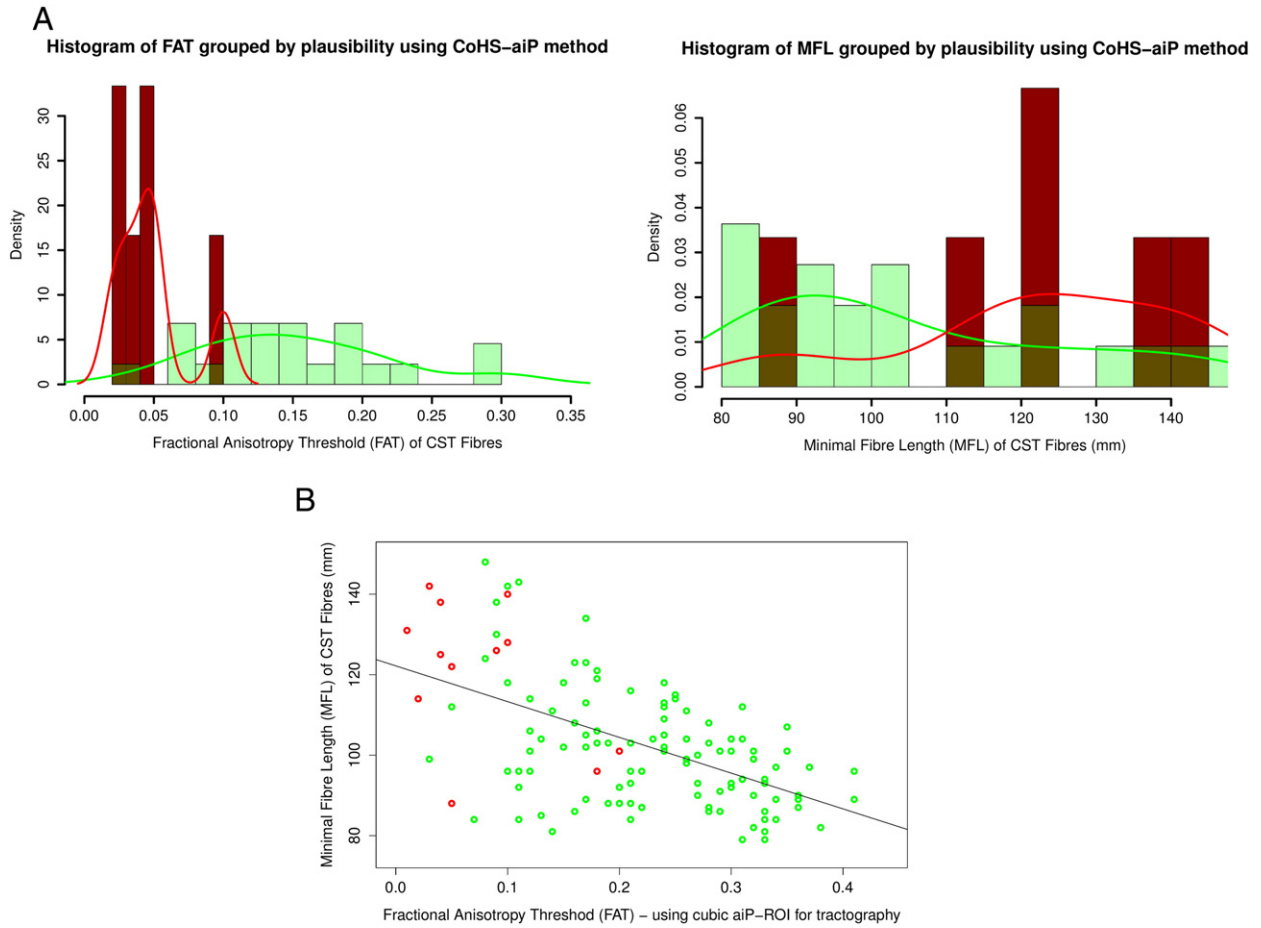 A
Histogram of FAT grouped by plausibility using CoHS−aiP method
Density
0 5 10 15 20 25 30
0.00 0.05 0.10 0.15 0.20 0.25 0.30 0.35
Fractional Anisotropy Threshold (FAT) of CST Fibres
Histogram of MFL grouped by plausibility using CoHS−aiP method
Density
0.00 0.01 0.02 0.03 0.04 0.05 0.06
80 90 100 110 120 130 140
Minimal Fibre Length (MFL) of CST Fibres (mm)
B
Minimal Fibre Length (MFL) of CST Fibres (mm)
80 100 120 140
0.0 0.1 0.2 0.3 0.4
Fractional Anisotropy Threshod (FAT) − using cubic aiP−ROI for tractography